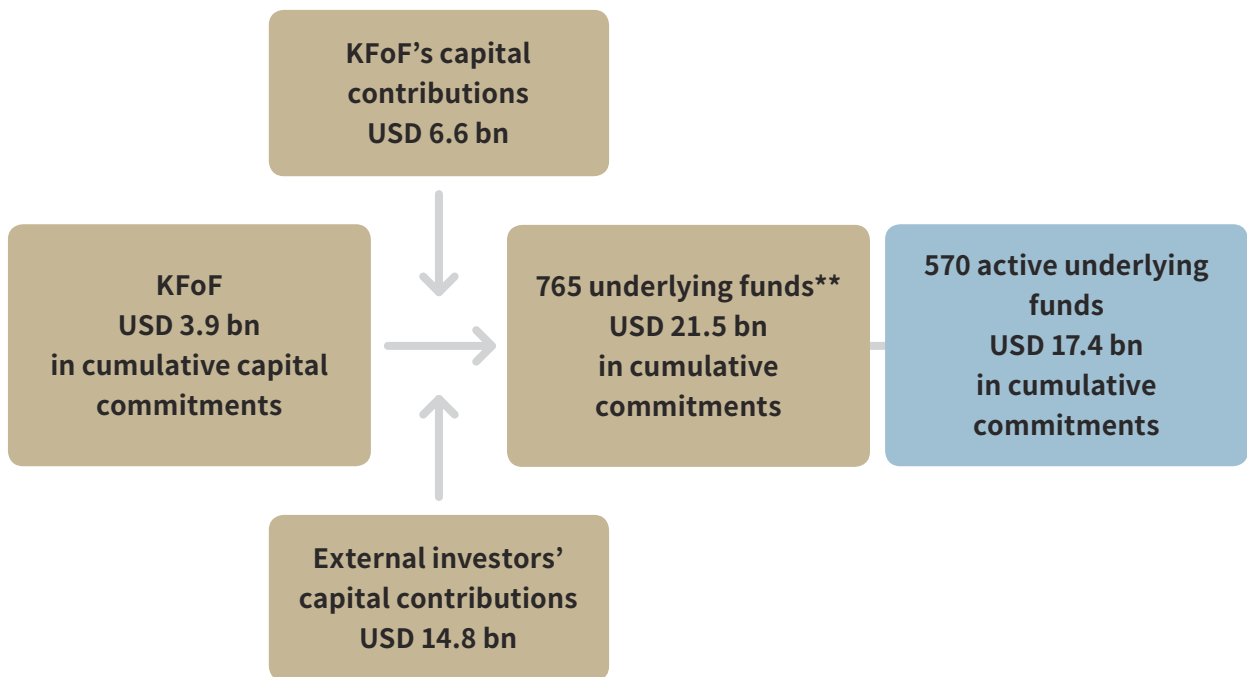 KFoF’s capital
contributions
USD 6.6 bn
KFoF
USD 3.9 bn
in cumulative capital
commitments
765 underlying funds**
USD 21.5 bn
in cumulative
commitments
570 active underlying
funds
USD 17.4 bn
in cumulative
commitments
External investors’
capital contributions
USD 14.8 bn